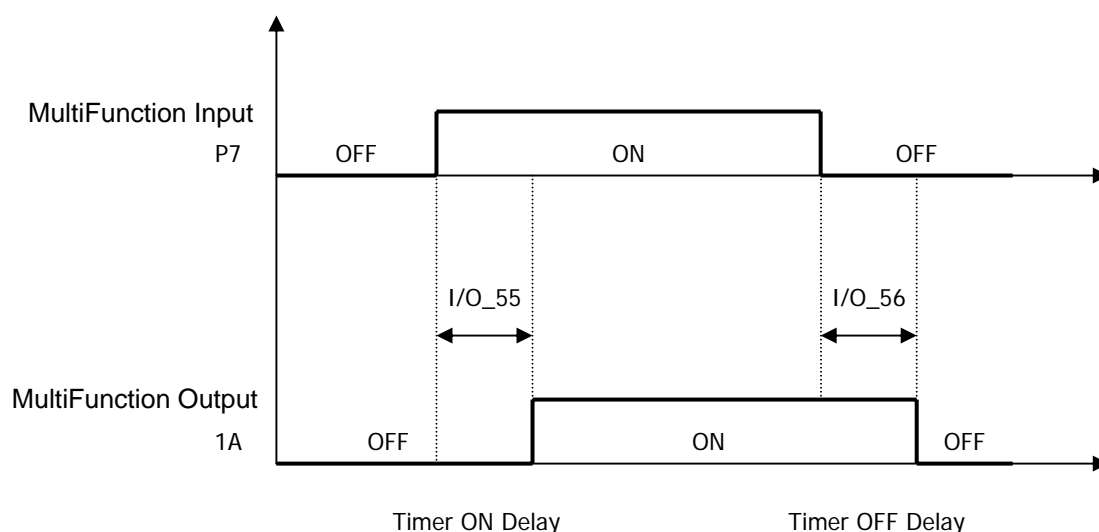 MultiFunction Input
P7
OFF
ON
OFF
I/O_55
I/O_56
MultiFunction Output
1A
OFF
ON
OFF
Timer ON Delay
Timer OFF Delay